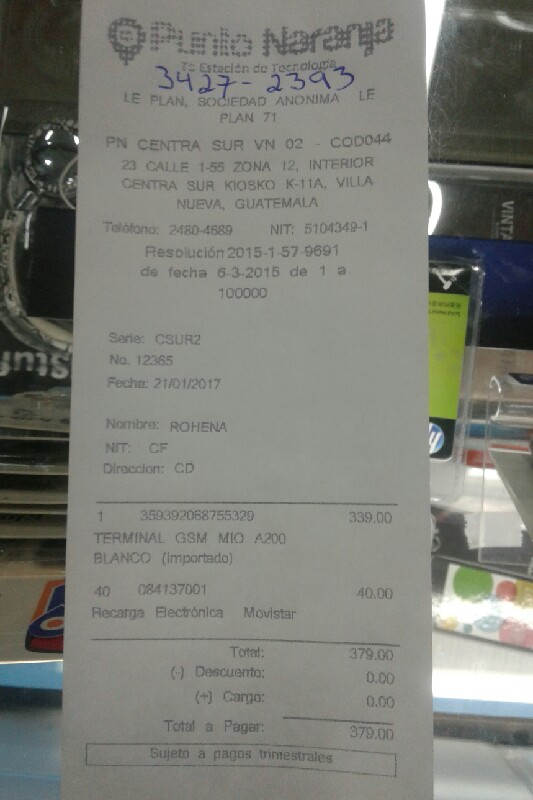 Punto Naranja
Tu Estación de Tecnología
3427-2393
LE PLAN, SOCIEDAD ANONIMA LE
PLAN 71
PN CENTRA SUR VN 02 - COD044
23 CALLE 1-55 ZONA 12, INTERIOR
CENTRA SUR KIOSKO K-11A, VILLA
NUEVA, GUATEMALA
Teléfono: 2480-4689 NIT: 5104349-1
Resolución 2015-1-57-9691
de fecha 6-3-2015 de 1 a
100000
Serie: CSUR2
No. 12365
Fecha: 21/01/2017
Nombre: ROHENA
NIT: CF
Direccion: CD
1 359392068755329 339.00
TERMINAL GSM MIO A200
BLANCO (Importado)
40 084137001 40.00
Recarga Electrónica Movistar
Total: 379.00
(-) Descuento: 0.00
(+) Cargo: 0.00
Total a Pagar: 379.00
Sujeto a pagos trimestrales
VINTA
hp